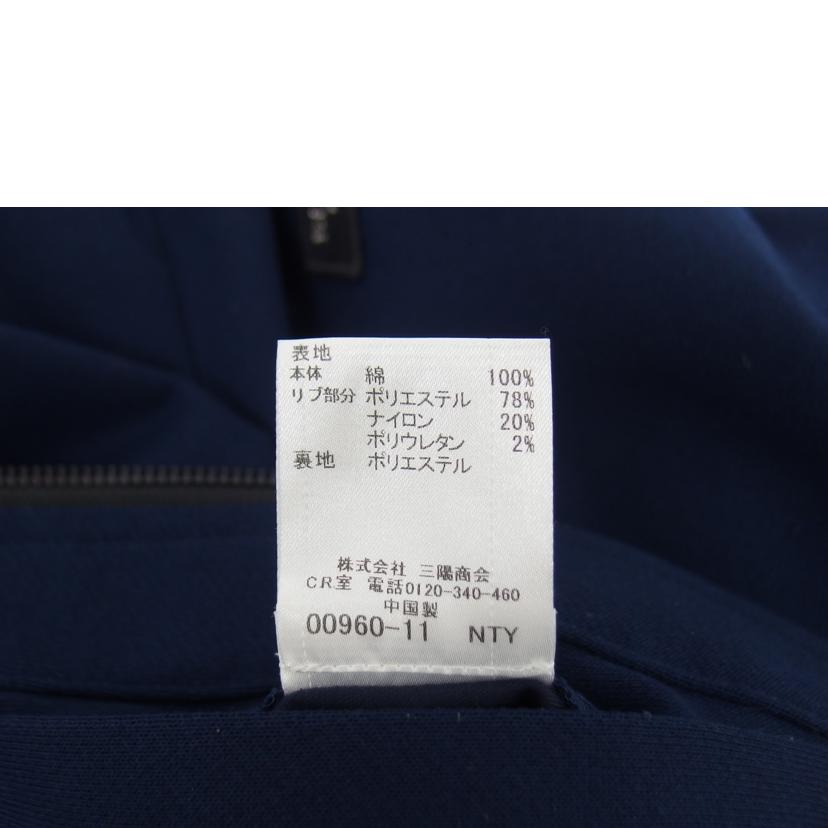 表地
本体 綿 100%
リブ部分 ポリエステル 78%
ナイロン 20%
ポリウレタン 2%
裏地 ポリエステル
株式会社 三陽商会
CR室 電話0120-340-460
中国製
00960-11 NTY